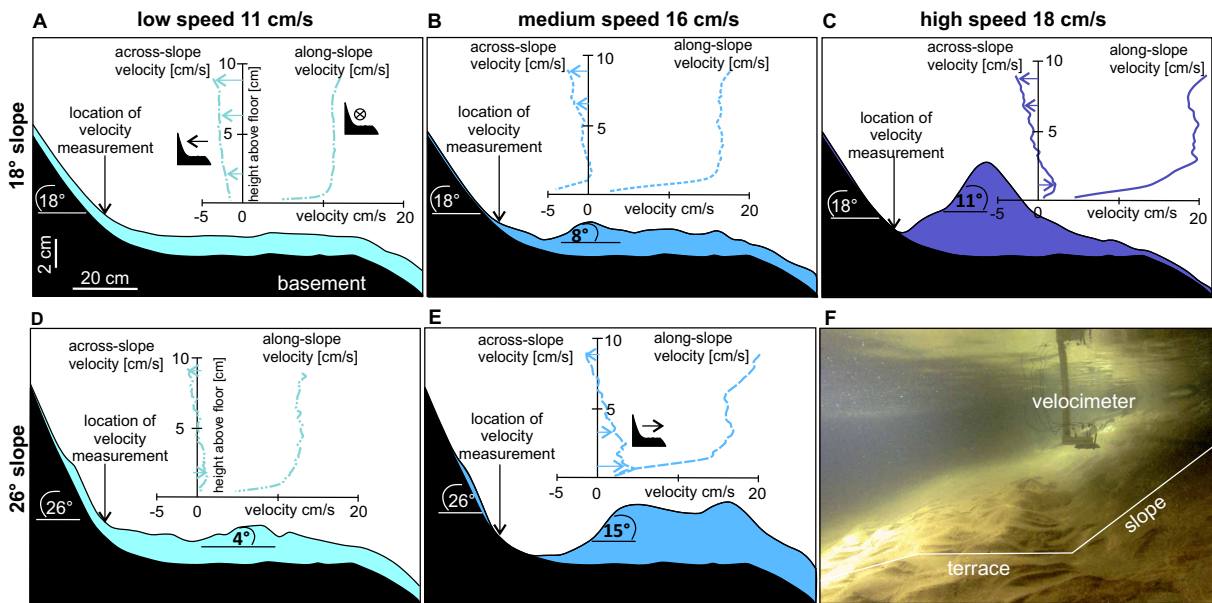 low speed 11 cm/s
medium speed 16 cm/s
high speed 18 cm/s
18° slope
26° slope
A
across-slope
velocity [cm/s]
along-slope
velocity [cm/s]
10
5
height above floor [cm]
location of
velocity
measurement
-5
0
velocity cm/s
20
18°
2 cm
20 cm
basement
B
across-slope
velocity [cm/s]
along-slope
velocity [cm/s]
10
5
location of
velocity
measurement
-5
0
velocity cm/s
20
18°
8°
C
across-slope
velocity [cm/s]
along-slope
velocity [cm/s]
10
5
location of
velocity
measurement
-5
0
velocity cm/s
20
18°
11°
D
across-slope
velocity [cm/s]
along-slope
velocity [cm/s]
10
5
height above floor [cm]
location of
velocity
measurement
-5
0
velocity cm/s
20
26°
4°
E
across-slope
velocity [cm/s]
along-slope
velocity [cm/s]
10
5
location of
velocity
measurement
-5
0
velocity cm/s
20
26°
15°
F
velocimeter
slope
terrace